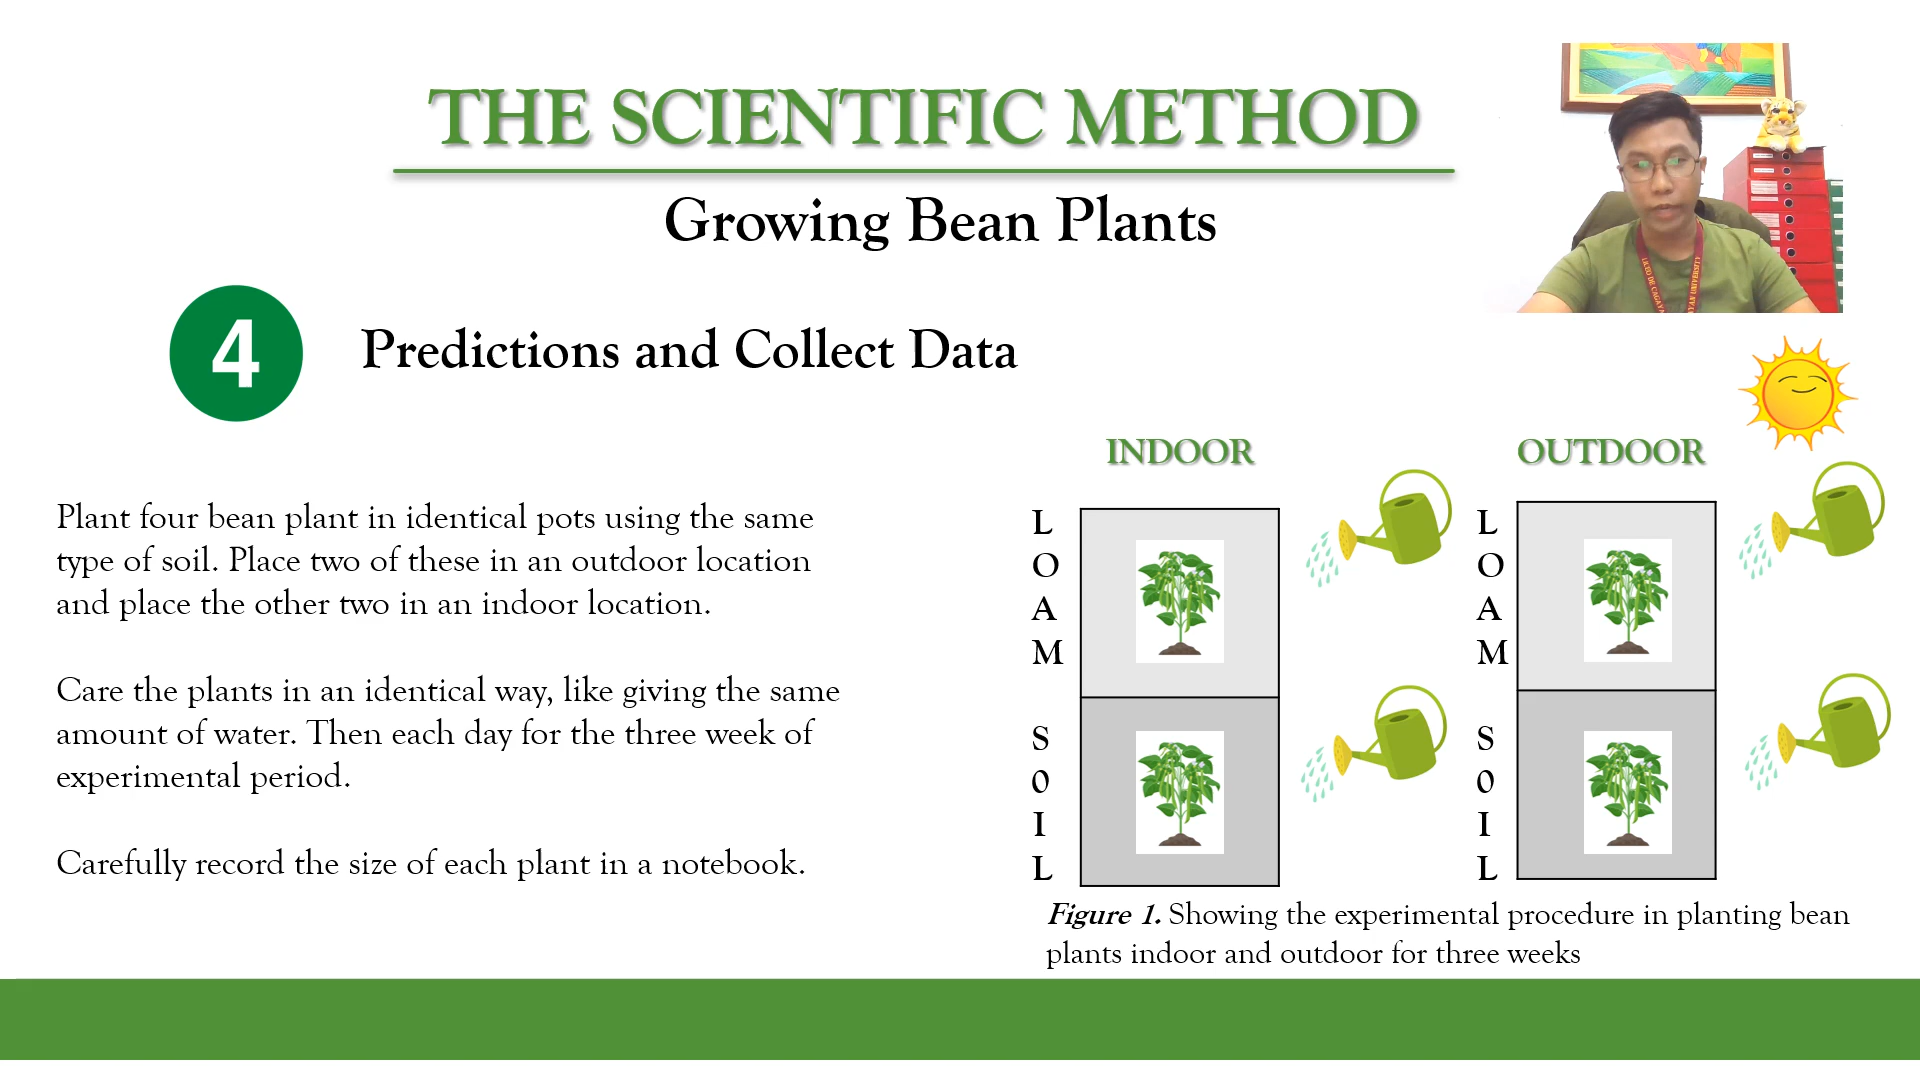 THE SCIENTIFIC METHOD
Growing Bean Plants
4
Predictions and Collect Data
Plant four bean plant in identical pots using the same
type of soil. Place two of these in an outdoor location
and place the other two in an indoor location.
Care the plants in an identical way, like giving the same
amount of water. Then each day for the three week of
experimental period.
Carefully record the size of each plant in a notebook.
INDOOR
L
O
A
M
S
0
I
L
OUTDOOR
L
O
A
M
S
0
I
L
Figure 1. Showing the experimental procedure in planting bean
plants indoor and outdoor for three weeks